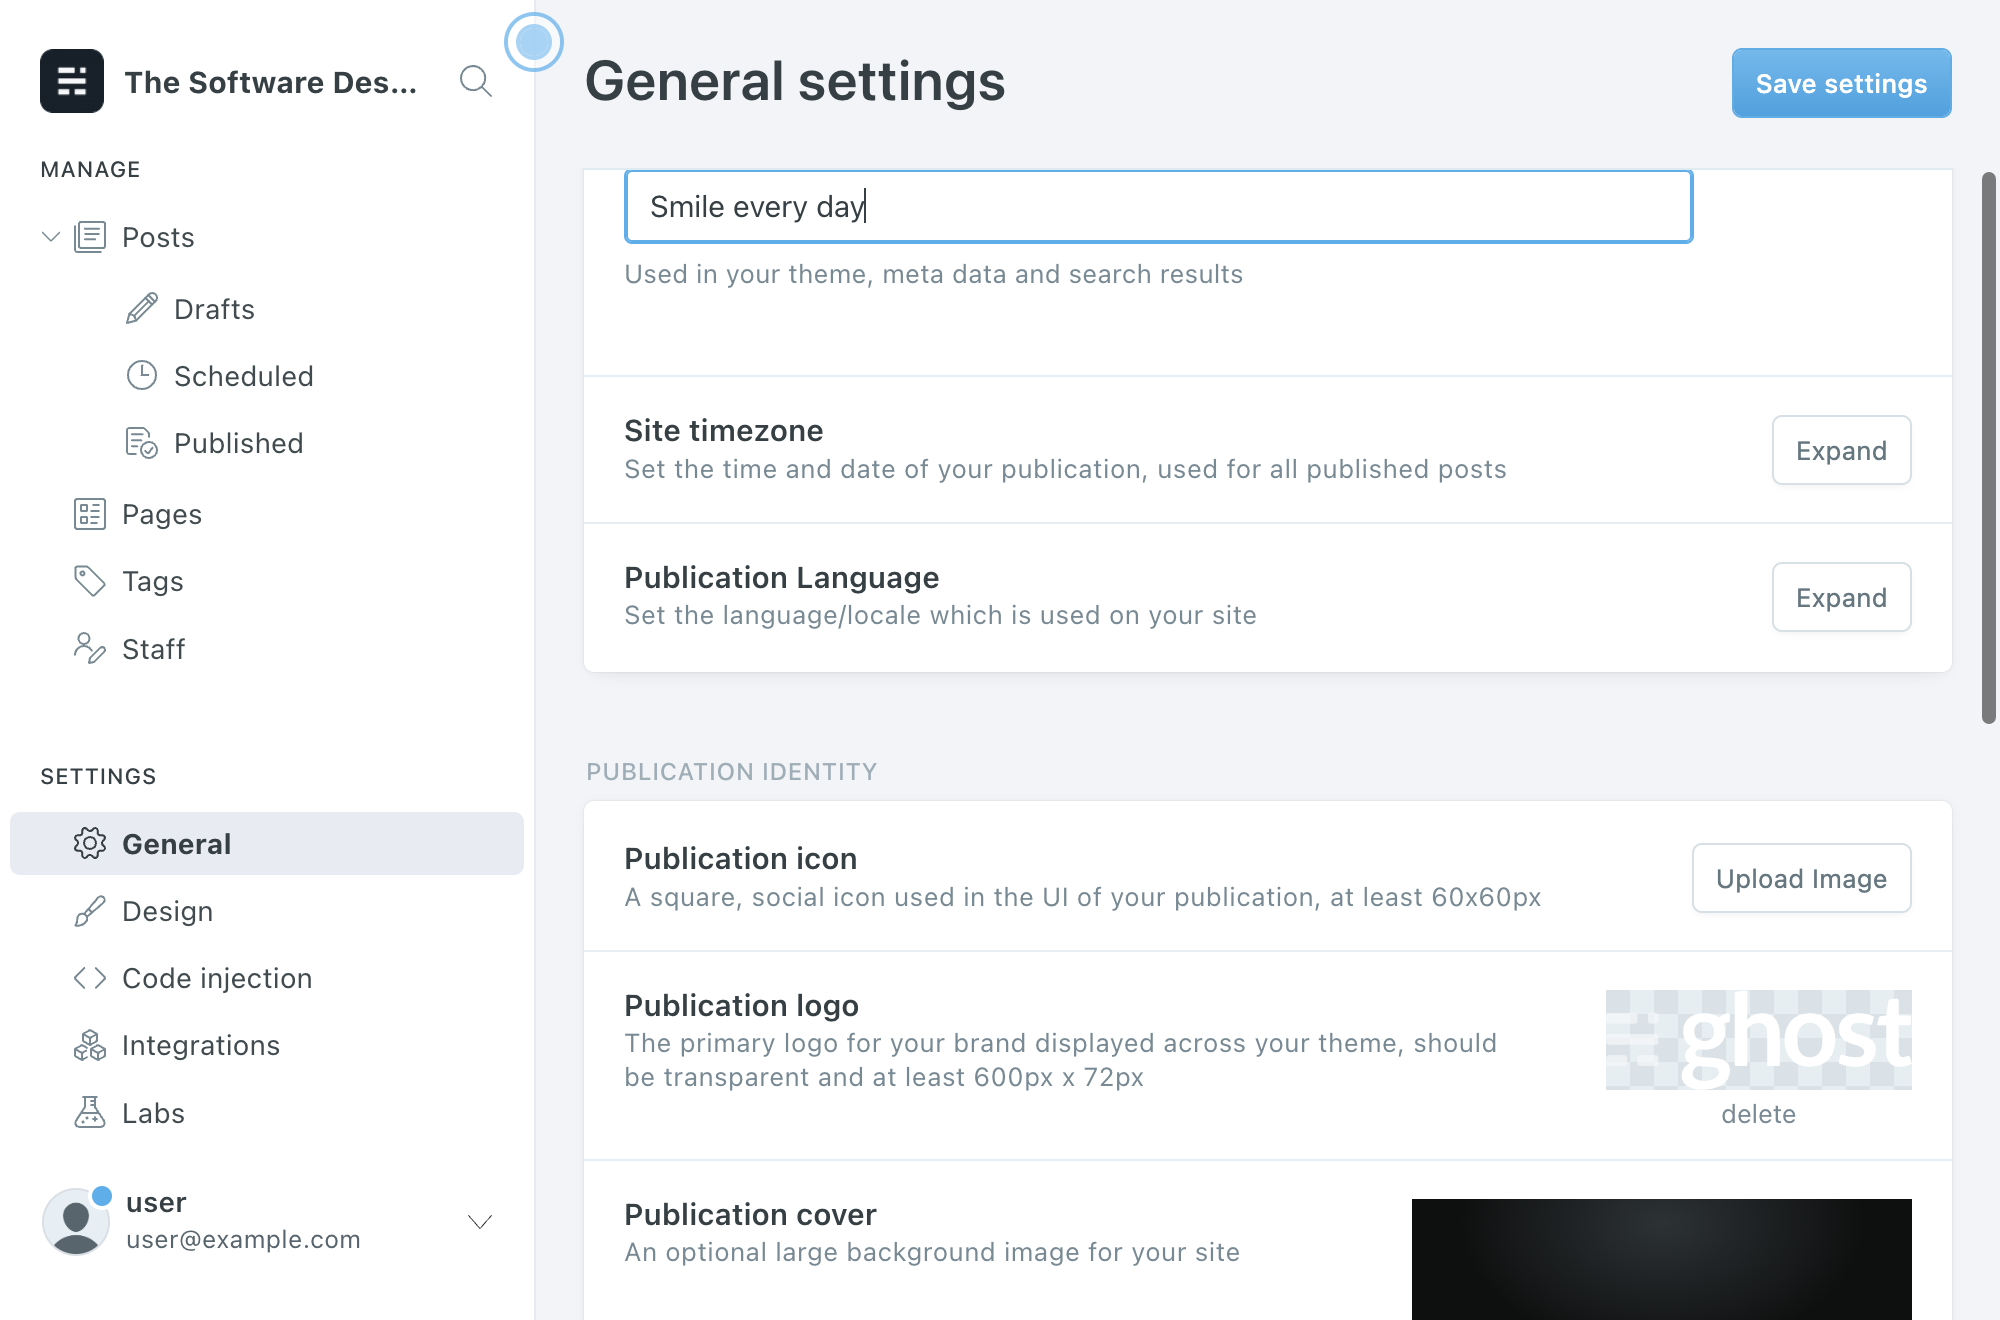 The Software Des...
MANAGE
Posts
Drafts
Scheduled
Published
Pages
Tags
Staff
SETTINGS
General
Design
Code injection
Integrations
Labs
user
user@example.com
General settings
Save settings
Smile every day
Used in your theme, meta data and search results
Site timezone
Set the time and date of your publication, used for all published posts
Expand
Publication Language
Set the language/locale which is used on your site
Expand
PUBLICATION IDENTITY
Publication icon
A square, social icon used in the UI of your publication, at least 60x60px
Upload Image
Publication logo
The primary logo for your brand displayed across your theme, should
be transparent and at least 600px x 72px
ghost
delete
Publication cover
An optional large background image for your site